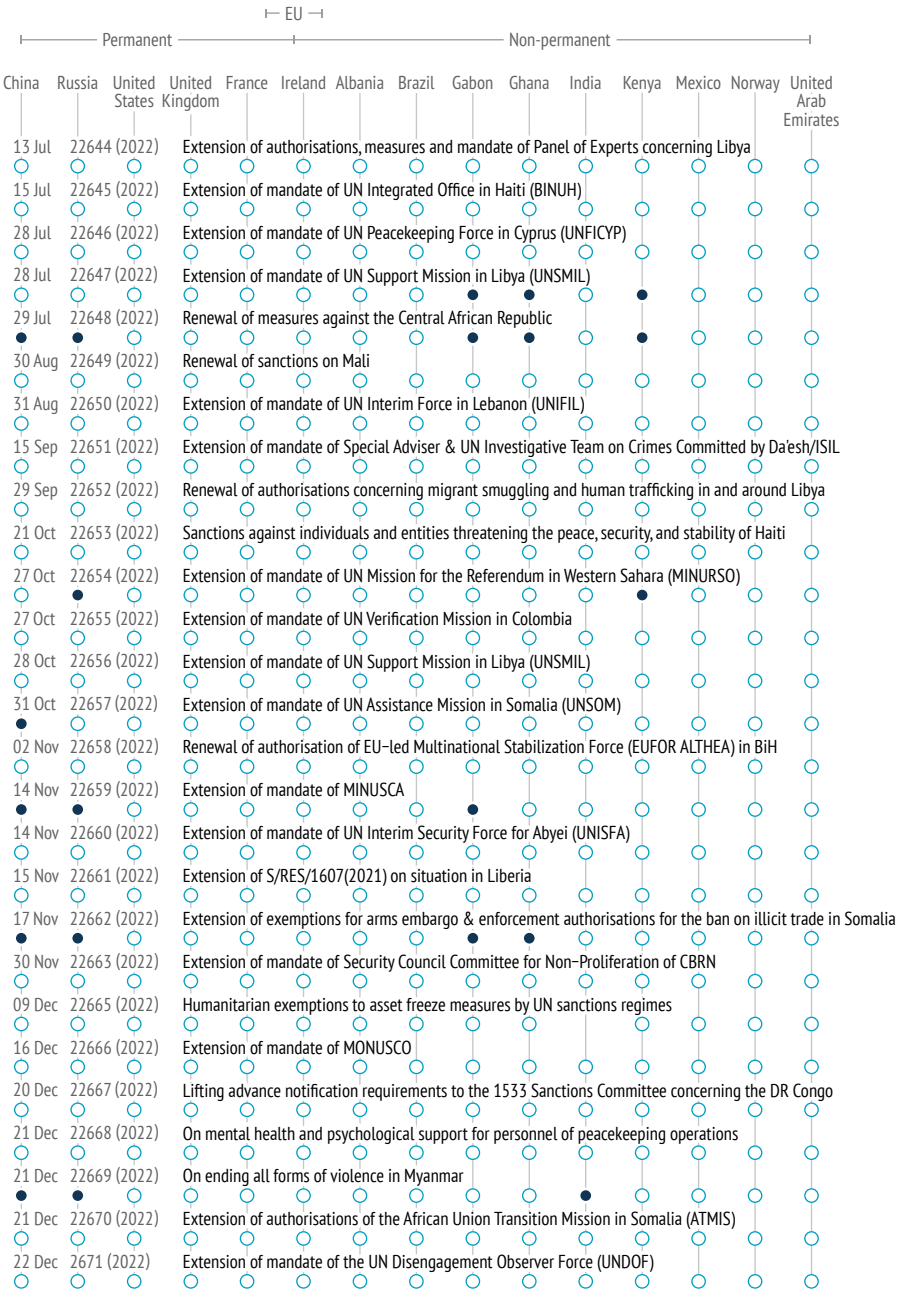 EU
Permanent Non-permanent
China Russia United States United Kingdom France Ireland Albania Brazil Gabon Ghana India Kenya Mexico Norway United Arab Emirates
13 Jul 22644 (2022) Extension of authorisations, measures and mandate of Panel of Experts concerning Libya
15 Jul 22645 (2022) Extension of mandate of UN Integrated Office in Haiti (BINUH)
28 Jul 22646 (2022) Extension of mandate of UN Peacekeeping Force in Cyprus (UNFICYP)
28 Jul 22647 (2022) Extension of mandate of UN Support Mission in Libya (UNSMIL)
29 Jul 22648 (2022) Renewal of measures against the Central African Republic
30 Aug 22649 (2022) Renewal of sanctions on Mali
31 Aug 22650 (2022) Extension of mandate of UN Interim Force in Lebanon (UNIFIL)
15 Sep 22651 (2022) Extension of mandate of Special Adviser & UN Investigative Team on Crimes Committed by Da'esh/ISIL
29 Sep 22652 (2022) Renewal of authorisations concerning migrant smuggling and human trafficking in and around Libya
21 Oct 22653 (2022) Sanctions against individuals and entities threatening the peace, security, and stability of Haiti
27 Oct 22654 (2022) Extension of mandate of UN Mission for the Referendum in Western Sahara (MINURSO)
27 Oct 22655 (2022) Extension of mandate of UN Verification Mission in Colombia
28 Oct 22656 (2022) Extension of mandate of UN Support Mission in Libya (UNSMIL)
31 Oct 22657 (2022) Extension of mandate of UN Assistance Mission in Somalia (UNSOM)
02 Nov 22658 (2022) Renewal of authorisation of EU-led Multinational Stabilization Force (EUFOR ALTHEA) in BiH
14 Nov 22659 (2022) Extension of mandate of MINUSCA
14 Nov 22660 (2022) Extension of mandate of UN Interim Security Force for Abyei (UNISFA)
15 Nov 22661 (2022) Extension of S/RES/1607(2021) on situation in Liberia
17 Nov 22662 (2022) Extension of exemptions for arms embargo & enforcement authorisations for the ban on illicit trade in Somalia
30 Nov 22663 (2022) Extension of mandate of Security Council Committee for Non-Proliferation of CBRN
09 Dec 22665 (2022) Humanitarian exemptions to asset freeze measures by UN sanctions regimes
16 Dec 22666 (2022) Extension of mandate of MONUSCO
20 Dec 22667 (2022) Lifting advance notification requirements to the 1533 Sanctions Committee concerning the DR Congo
21 Dec 22668 (2022) On mental health and psychological support for personnel of peacekeeping operations
21 Dec 22669 (2022) On ending all forms of violence in Myanmar
21 Dec 22670 (2022) Extension of authorisations of the African Union Transition Mission in Somalia (ATMIS)
22 Dec 2671 (2022) Extension of mandate of the UN Disengagement Observer Force (UNDOF)